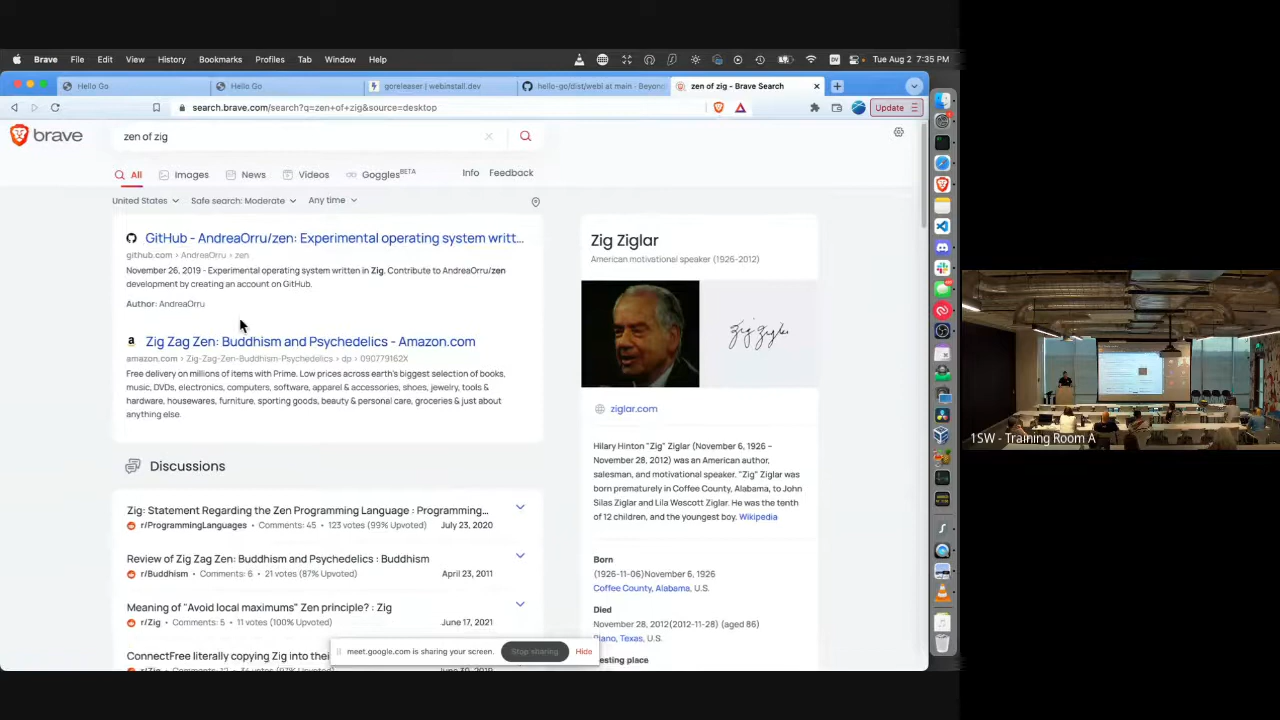 Brave File Edit View History Bookmarks Profiles Tab Window Help
DV Tue Aug 2 7:35 PM
Hello Go
Hello Go
goreleaser | webinstall.dev
hello-go/dist/webi at main · Beyon
zen of zig - Brave Search
search.brave.com/search?q=zen+of+zig&source=desktop
Update
brave
zen of zig
All
Images
News
Videos
Goggles BETA
Info
Feedback
United States
Safe search: Moderate
Any time
GitHub - AndreaOrru/zen: Experimental operating system writt...
github.com › AndreaOrru › zen
November 26, 2019 - Experimental operating system written in Zig. Contribute to AndreaOrru/zen
development by creating an account on GitHub.
Author: AndreaOrru
Zig Zag Zen: Buddhism and Psychedelics - Amazon.com
amazon.com › Zig-Zag-Zen-Buddhism-Psychedelics › dp › 090779162X
Free delivery on millions of items with Prime. Low prices across earth's biggest selection of books,
music, DVDs, electronics, computers, software, apparel & accessories, shoes, jewelry, tools &
hardware, housewares, furniture, sporting goods, beauty & personal care, groceries & just about
anything else.
Discussions
Zig: Statement Regarding the Zen Programming Language : Programming...
r/ProgrammingLanguages • Comments: 45 • 123 votes (99% Upvoted) July 23, 2020
Review of Zig Zag Zen: Buddhism and Psychedelics : Buddhism
r/Buddhism • Comments: 6 • 21 votes (87% Upvoted) April 23, 2011
Meaning of "Avoid local maximums" Zen principle? : Zig
r/Zig • Comments: 5 • 11 votes (100% Upvoted) June 17, 2021
ConnectFree literally copying Zig into thei
Zig Ziglar
American motivational speaker (1926-2012)
Zig Ziglar
ziglar.com
Hilary Hinton "Zig" Ziglar (November 6, 1926 –
November 28, 2012) was an American author,
salesman, and motivational speaker. "Zig" Ziglar was
born prematurely in Coffee County, Alabama, to John
Silas Ziglar and Lila Wescott Ziglar. He was the tenth
of 12 children, and the youngest boy. Wikipedia
Born
(1926-11-06)November 6, 1926
Coffee County, Alabama, U.S.
Died
November 28, 2012(2012-11-28) (aged 86)
Plano, Texas, U.S.
esting place
meet.google.com is sharing your screen.
Stop sharing
Hide
1SW - Training Room A